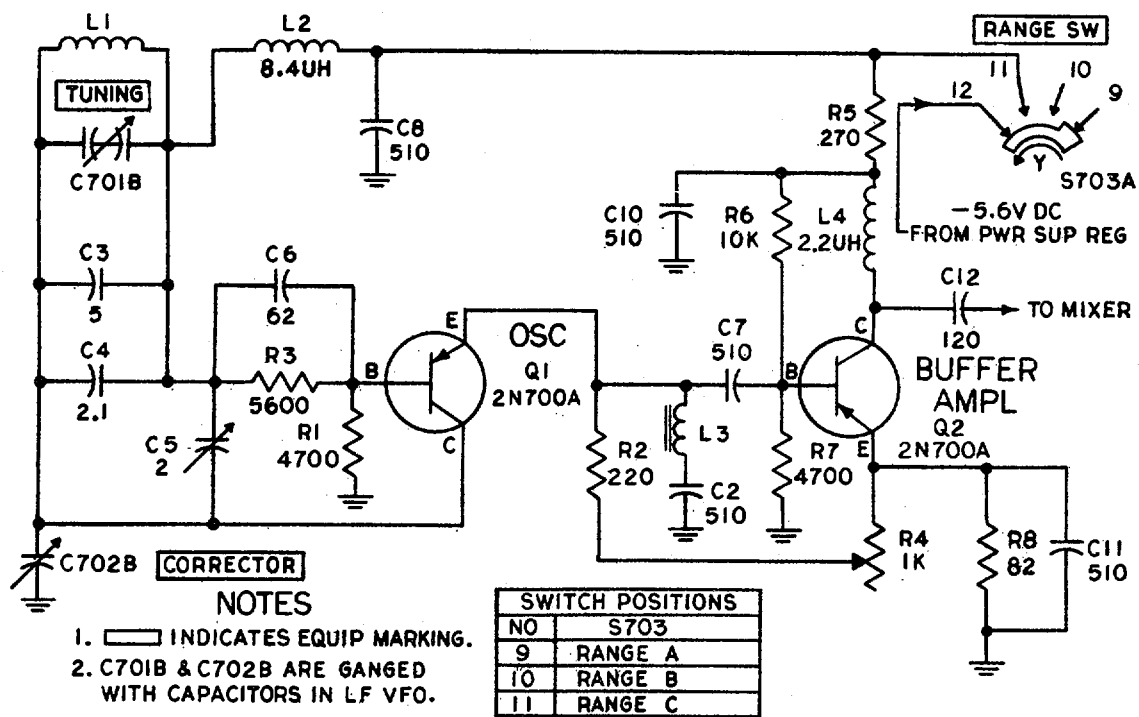 L1
L2
8.4UH
RANGE SW
11
10
9
12
TUNING
C701B
C8
510
R5
270
Y
S703A
-5.6V DC
FROM PWR SUP REG
C10
510
R6
10K
L4
2.2UH
C3
5
C6
62
C12
120
TO MIXER
C4
2.1
R3
5600
B
E
C
OSC
Q1
2N700A
C7
510
B
C
E
BUFFER
AMPL
Q2
2N700A
C5
2
R1
4700
R2
220
L3
C2
510
R7
4700
R4
1K
R8
82
C11
510
C702B
CORRECTOR
NOTES
1. INDICATES EQUIP MARKING.
2. C701B & C702B ARE GANGED
WITH CAPACITORS IN LF VFO.
SWITCH POSITIONS
NO S703
9 RANGE A
10 RANGE B
11 RANGE C